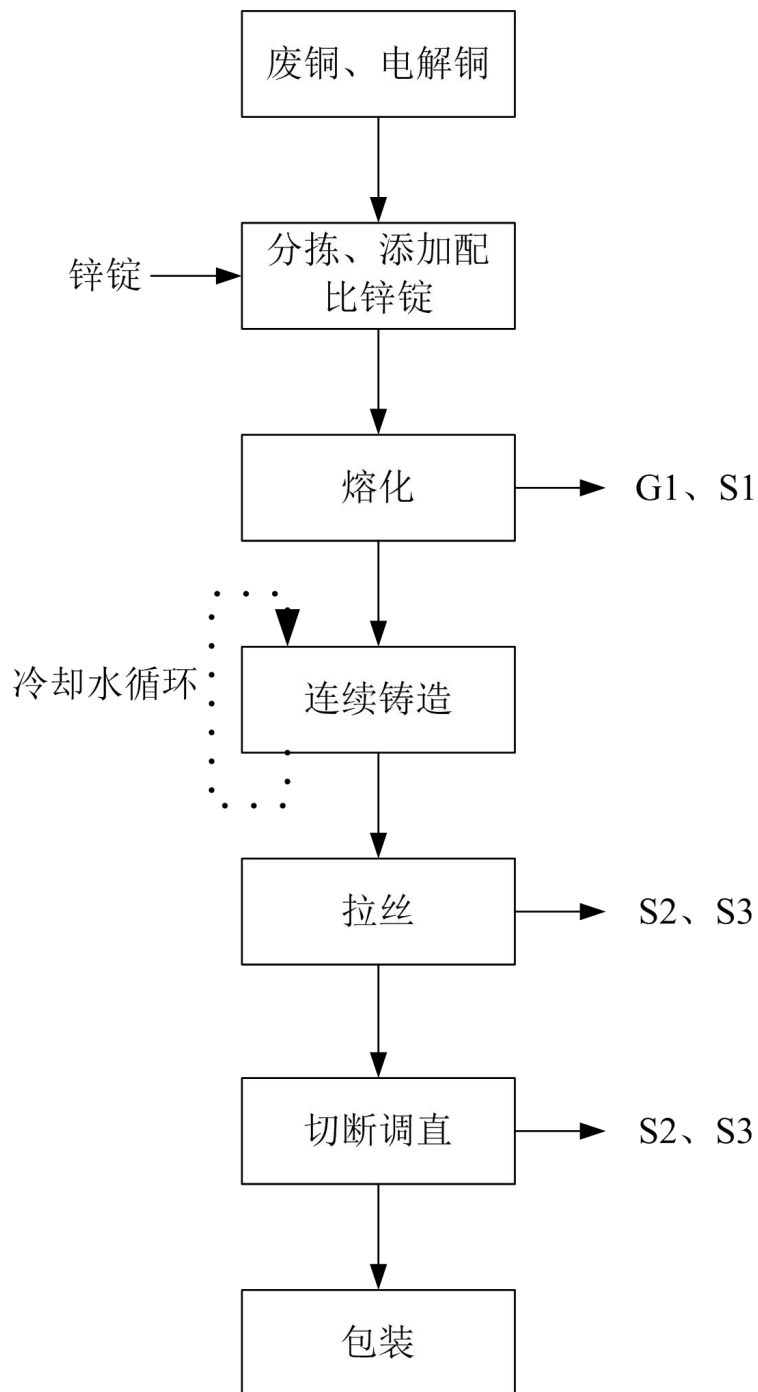 废铜、电解铜
锌锭
分拣、添加配
比锌锭
熔化
G1、S1
冷却水循环
连续铸造
拉丝
S2、S3
切断调直
S2、S3
包装